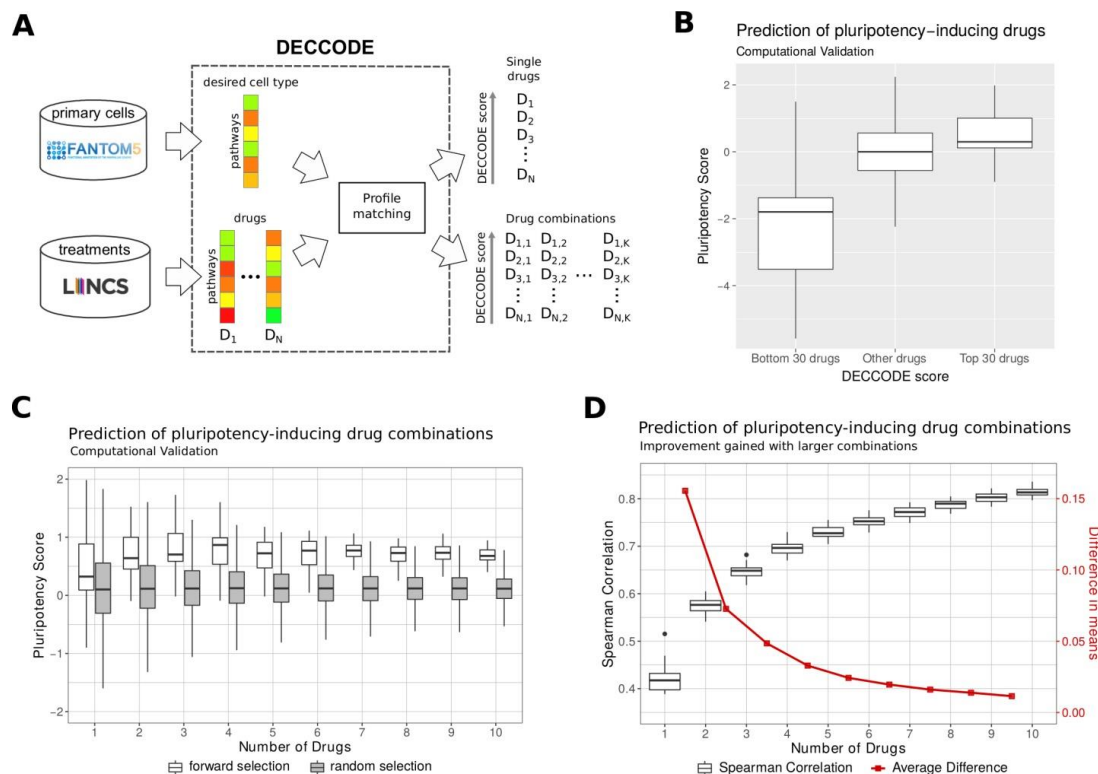 A
DECCODE
primary cells
FANTOM5
desired cell type
pathways
treatments
LINCS
drugs
pathways
D1
DN
Profile
matching
Single
drugs
DECCODE score
D1
D2
D3
DN
Drug combinations
DECCODE score
D1,1 D1,2 D1,K
D2,1 D2,2 D2,K
D3,1 D3,2 D3,K
DN,1 DN,2 DN,K
B
Prediction of pluripotency-inducing drugs
Computational Validation
Pluripotency Score
2
0
−2
−4
Bottom 30 drugs Other drugs Top 30 drugs
DECCODE score
C
Prediction of pluripotency-inducing drug combinations
Computational Validation
Pluripotency Score
2
1
0
−1
−2
1 2 3 4 5 6 7 8 9 10
Number of Drugs
forward selection random selection
D
Prediction of pluripotency-inducing drug combinations
Improvement gained with larger combinations
Spearman Correlation
0.8
0.7
0.6
0.5
0.4
0.15
0.10
0.05
0.00
Difference in means
1 2 3 4 5 6 7 8 9 10
Number of Drugs
Spearman Correlation Average Difference